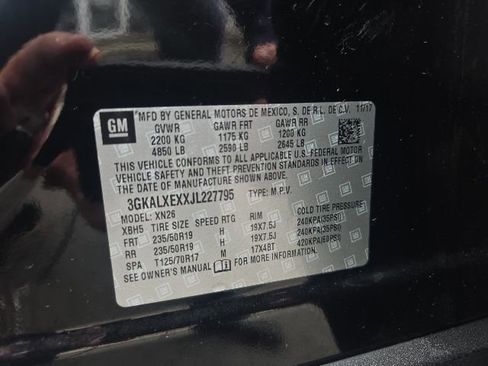 GM
MFD BY GENERAL MOTORS DE MEXICO, S. DE R.L. DE C.V. 11/17
GVWR GAWR FRT GAWR RR
2200 KG 1175 KG 1200 KG
4850 LB 2590 LB 2645 LB
THIS VEHICLE CONFORMS TO ALL APPLICABLE U.S. FEDERAL MOTOR
VEHICLE SAFETY AND THEFT PREVENTION STANDARDS IN EFFECT
ON THE DATE OF MANUFACTURE SHOWN ABOVE.
3GKALXEXXJL227795 TYPE: M.P.V.
MODEL: XN26
XBH5 TIRE SIZE SPEED RTG RIM COLD TIRE PRESSURE
FRT 235/50R19 H 19X7.5J 240KPA(35PSI)
RR 235/50R19 H 19X7.5J 240KPA(35PSI)
SPA T125/70R17 M 17X4BT 420KPA(60PSI)
SEE OWNER'S MANUAL FOR MORE INFORMATION.